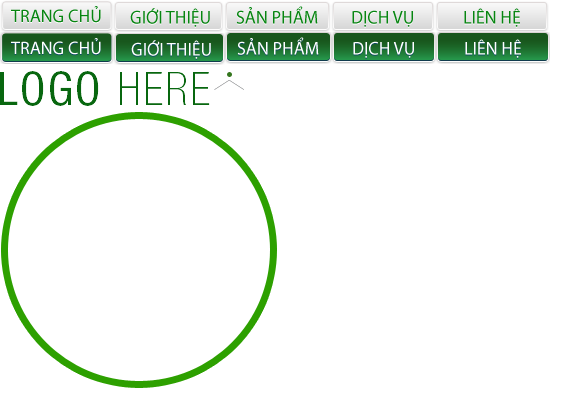 TRANG CHỦ GIỚI THIỆU SẢN PHẨM DỊCH VỤ LIÊN HỆ
TRANG CHỦ GIỚI THIỆU SẢN PHẨM DỊCH VỤ LIÊN HỆ
LOGO HERE